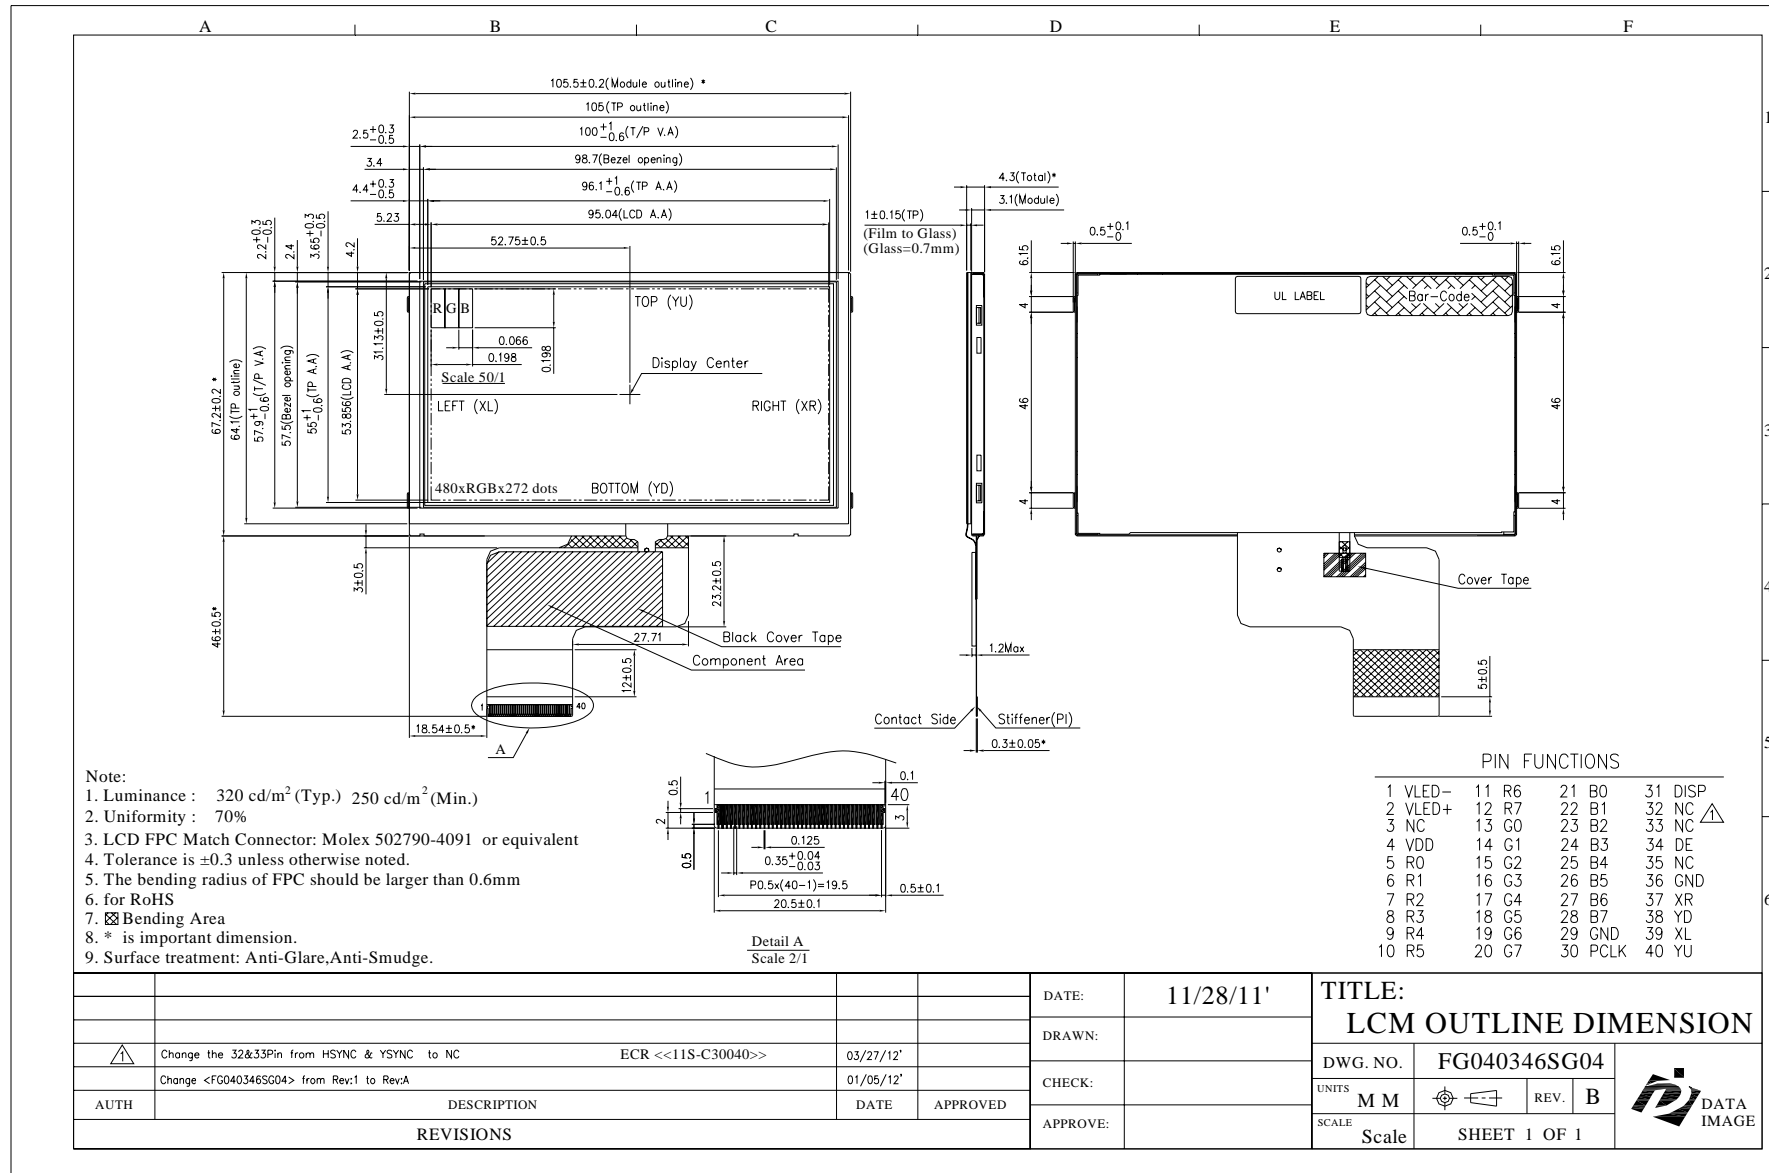 A B C D E F
1
2
3
4
5
6
105.5±0.2(Module outline) *
105(TP outline)
2.5+0.3-0.5
100+1-0.6(T/P V.A)
3.4
98.7(Bezel opening)
4.4+0.3-0.5
96.1+1-0.6(TP A.A)
5.23
95.04(LCD A.A)
52.75±0.5
2.2+0.3-0.5
2.4
3.65+0.3-0.5
4.2
67.2±0.2 *
64.1(TP outline)
57.9+1-0.6(T/P V.A)
57.5(Bezel opening)
55+1-0.6(TP A.A)
53.856(LCD A.A)
31.13±0.5
R G B
TOP (YU)
0.066
0.198
0.198
Scale 50/1
Display Center
LEFT (XL)
RIGHT (XR)
480xRGBx272 dots
BOTTOM (YD)
3±0.5
46±0.5*
23.2±0.5
27.71
Black Cover Tape
Component Area
12±0.5
1
40
18.54±0.5*
A
4.3(Total)*
3.1(Module)
1±0.15(TP)
(Film to Glass)
(Glass=0.7mm)
1.2Max
Contact Side
Stiffener(PI)
0.3±0.05*
0.5+0.1-0
0.5+0.1-0
6.15
6.15
4
4
46
46
4
4
UL LABEL
Bar-Code
Cover Tape
5±0.5
0.5
0.1
1
40
2
3
0.5
0.125
0.35+0.04-0.03
P0.5x(40-1)=19.5
0.5±0.1
20.5±0.1
Detail A
Scale 2/1
Note:
1. Luminance : 320 cd/m2 (Typ.) 250 cd/m2 (Min.)
2. Uniformity : 70%
3. LCD FPC Match Connector: Molex 502790-4091 or equivalent
4. Tolerance is ±0.3 unless otherwise noted.
5. The bending radius of FPC should be larger than 0.6mm
6. for RoHS
7. Bending Area
8. * is important dimension.
9. Surface treatment: Anti-Glare,Anti-Smudge.
PIN FUNCTIONS
1 VLED- 11 R6 21 B0 31 DISP
2 VLED+ 12 R7 22 B1 32 NC
3 NC 13 G0 23 B2 33 NC
1
4 VDD 14 G1 24 B3 34 DE
5 R0 15 G2 25 B4 35 NC
6 R1 16 G3 26 B5 36 GND
7 R2 17 G4 27 B6 37 XR
8 R3 18 G5 28 B7 38 YD
9 R4 19 G6 29 GND 39 XL
10 R5 20 G7 30 PCLK 40 YU
1 Change the 32&33Pin from HSYNC & YSYNC to NC ECR <<11S-C30040>> 03/27/12'
Change <FG040346SG04> from Rev:1 to Rev:A 01/05/12'
AUTH DESCRIPTION DATE APPROVED
REVISIONS
DATE: 11/28/11'
DRAWN:
CHECK:
APPROVE:
TITLE:
LCM OUTLINE DIMENSION
DWG. NO. FG040346SG04
UNITS M M
REV. B
SCALE Scale
SHEET 1 OF 1
DATA
IMAGE